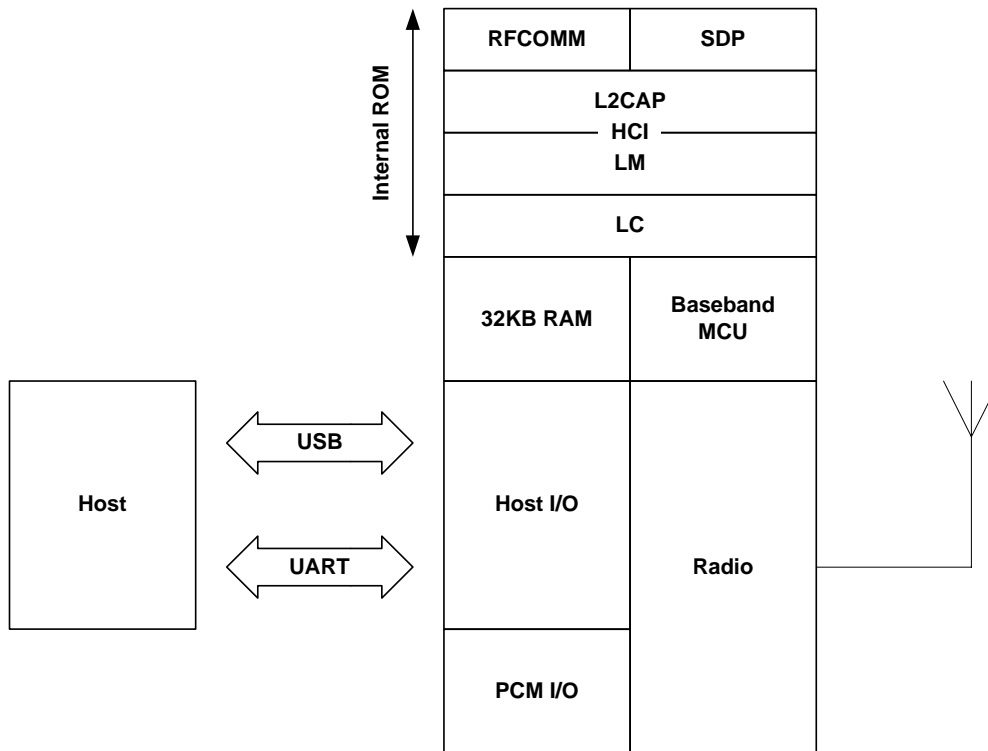 RFCOMM
SDP
Internal ROM
L2CAP
HCI
LM
LC
32KB RAM
Baseband
MCU
USB
Host
Host I/O
UART
Radio
PCM I/O